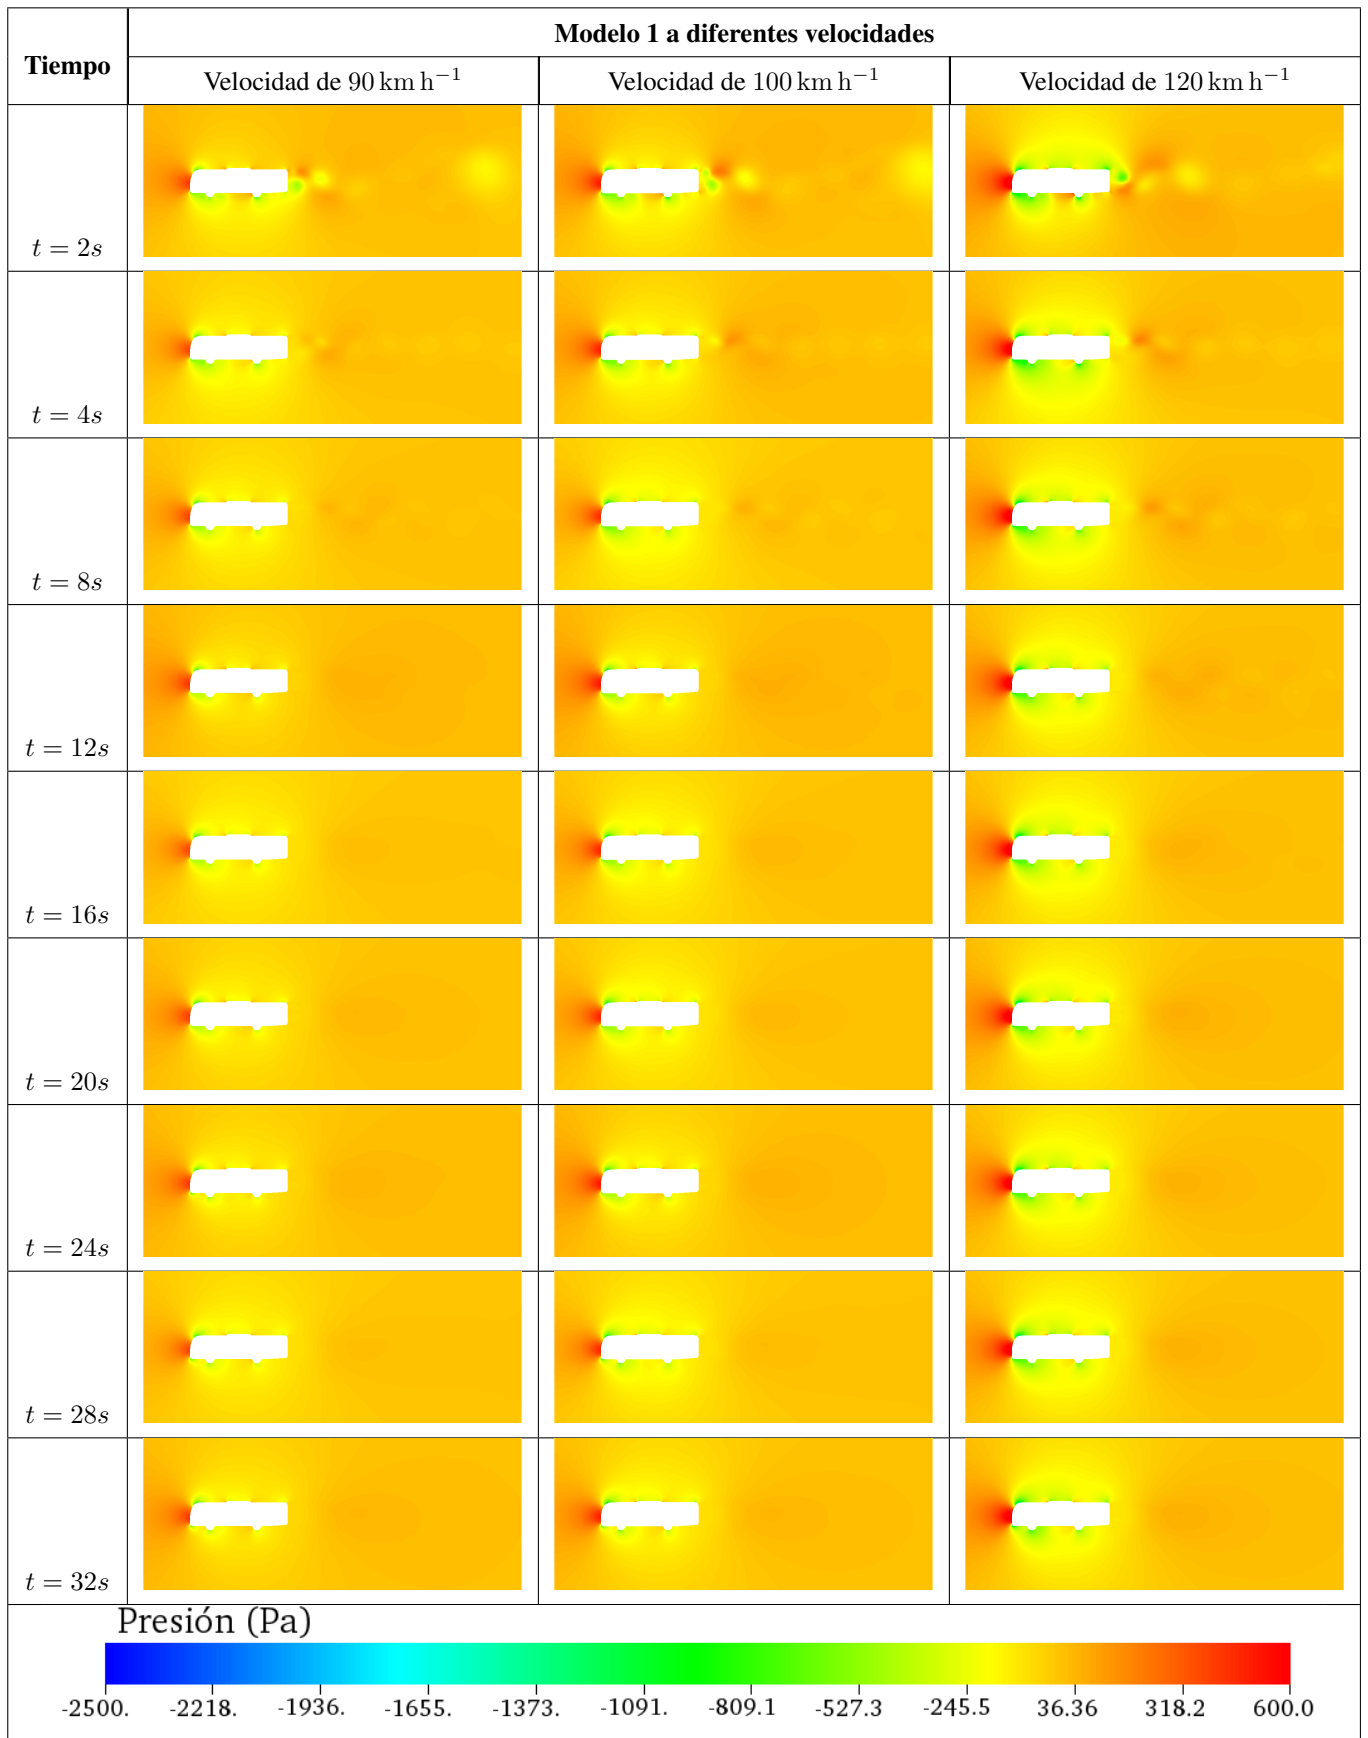 Tiempo
Modelo 1 a diferentes velocidades
Velocidad de 90 km h⁻¹
Velocidad de 100 km h⁻¹
Velocidad de 120 km h⁻¹
t = 2s
t = 4s
t = 8s
t = 12s
t = 16s
t = 20s
t = 24s
t = 28s
t = 32s
Presión (Pa)
-2500. -2218. -1936. -1655. -1373. -1091. -809.1 -527.3 -245.5 36.36 318.2 600.0